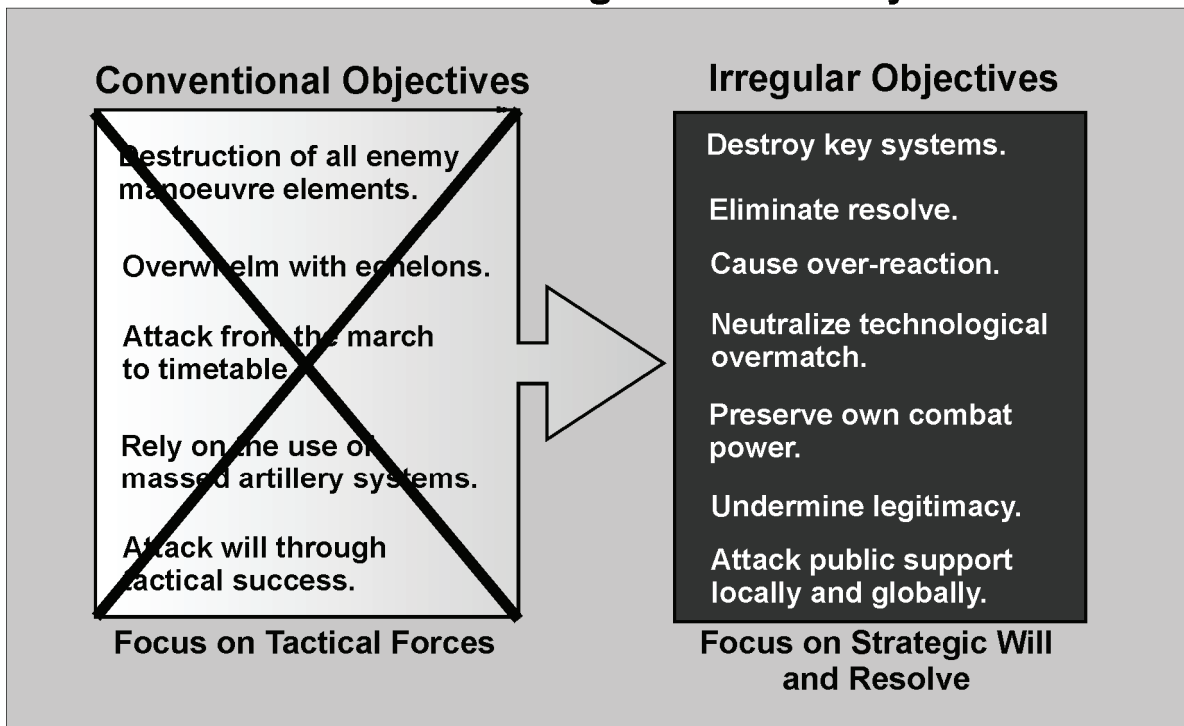 Conventional Objectives
Destruction of all enemy
manoeuvre elements.
Overwhelm with echelons.
Attack from the march
to timetable
Rely on the use of
massed artillery systems.
Attack will through
tactical success.
Focus on Tactical Forces
Irregular Objectives
Destroy key systems.
Eliminate resolve.
Cause over-reaction.
Neutralize technological
overmatch.
Preserve own combat
power.
Undermine legitimacy.
Attack public support
locally and globally.
Focus on Strategic Will
and Resolve